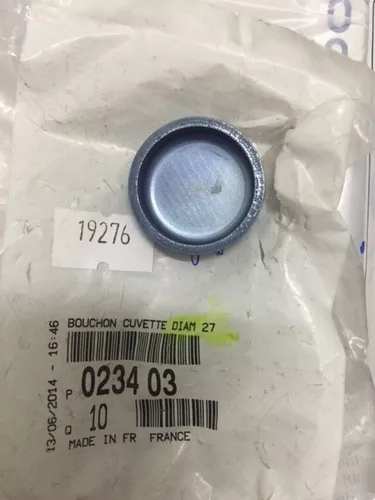 19276
BOUCHON CUVETTE DIAM 27
13/06/2014 - 16:46
P 0234 03
Q 10
MADE IN FR FRANCE